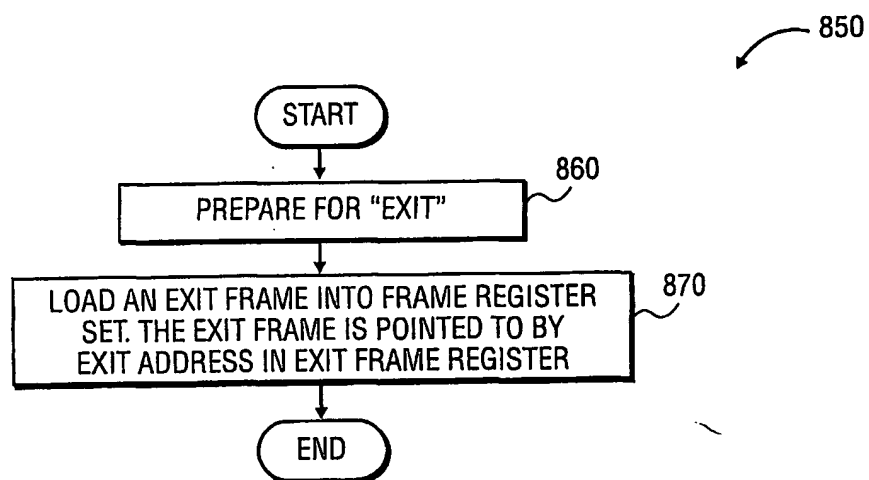 850
START
860
PREPARE FOR "EXIT"
870
LOAD AN EXIT FRAME INTO FRAME REGISTER
SET. THE EXIT FRAME IS POINTED TO BY
EXIT ADDRESS IN EXIT FRAME REGISTER
END